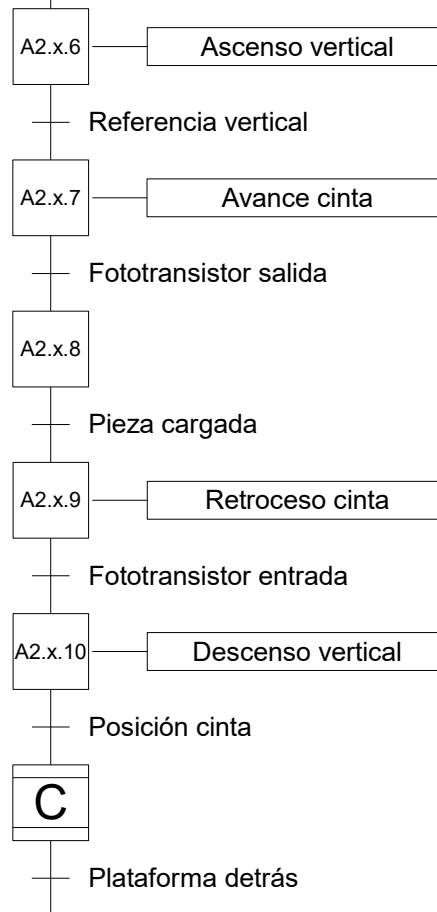 A2.x.6 Ascenso vertical
Referencia vertical
A2.x.7 Avance cinta
Fototransistor salida
A2.x.8
Pieza cargada
A2.x.9 Retroceso cinta
Fototransistor entrada
A2.x.10 Descenso vertical
Posición cinta
C
Plataforma detrás